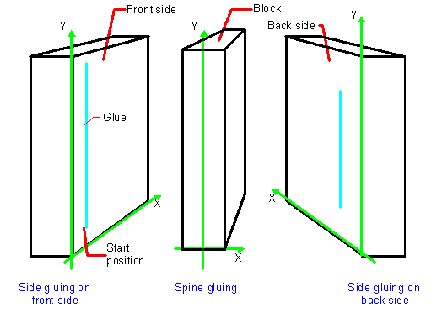 Front side
Y
Block
Y
Back side
Y
Glue
X
X
X
Start
position
Side gluing on
front side
Spine gluing
Side gluing on
back side